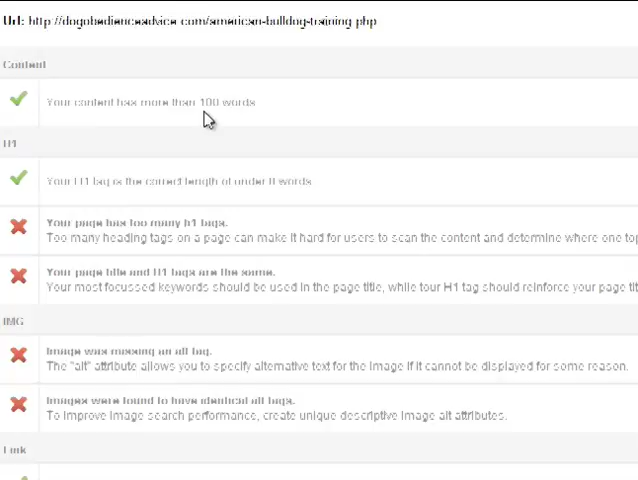 Url: http://dogobedienceadvice.com/american-bulldog-training.php
Content
Your content has more than 100 words
H1
Your H1 tag is the correct length of under 8 words
Your page has too many h1 tags.
Too many heading tags on a page can make it hard for users to scan the content and determine where one top
Your page title and H1 tags are the same.
Your most focussed keywords should be used in the page title, while tour H1 tag should reinforce your page tit
IMG
Image was missing an alt tag.
The "alt" attribute allows you to specify alternative text for the image if it cannot be displayed for some reason.
Images were found to have identical alt tags.
To improve image search performance, create unique descriptive image alt attributes.
Link